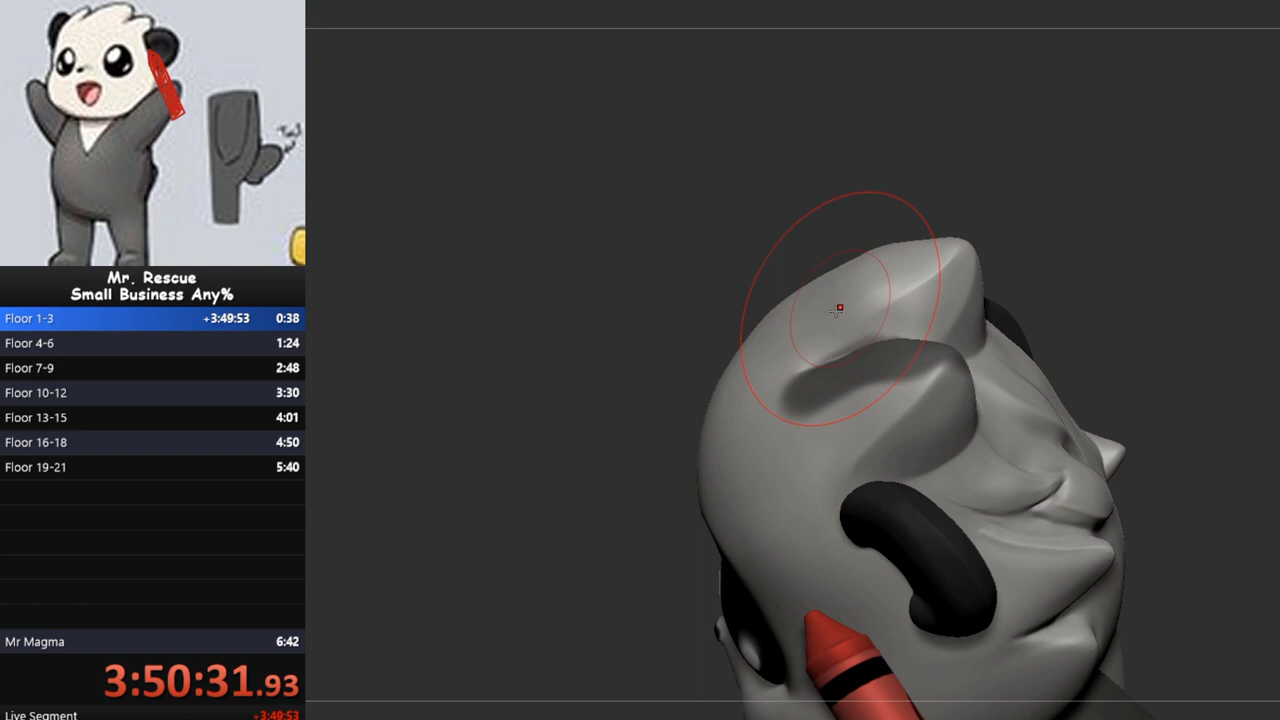 Mr. Rescue
Small Business Any%
Floor 1-3 +3:49:53 0:38
Floor 4-6 1:24
Floor 7-9 2:48
Floor 10-12 3:30
Floor 13-15 4:01
Floor 16-18 4:50
Floor 19-21 5:40
Mr Magma 6:42
3:50:31.93
Live Segment +3:49:53